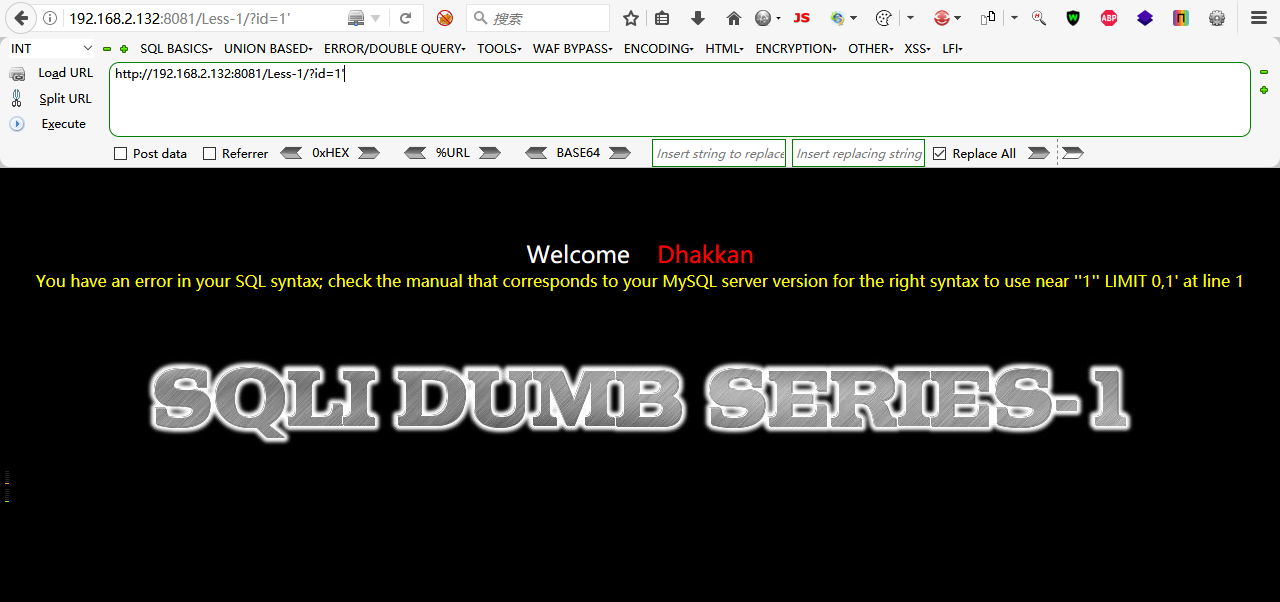 192.168.2.132:8081/Less-1/?id=1'
搜索
JS
W
ABP
INT
SQL BASICS
UNION BASED
ERROR/DOUBLE QUERY
TOOLS
WAF BYPASS
ENCODING
HTML
ENCRYPTION
OTHER
XSS
LFI
Load URL
http://192.168.2.132:8081/Less-1/?id=1'
Split URL
Execute
Post data
Referrer
0xHEX
%URL
BASE64
Insert string to replace
Insert replacing string
Replace All
Welcome Dhakkan
You have an error in your SQL syntax; check the manual that corresponds to your MySQL server version for the right syntax to use near ''1'' LIMIT 0,1' at line 1
SQLI DUMB SERIES-1